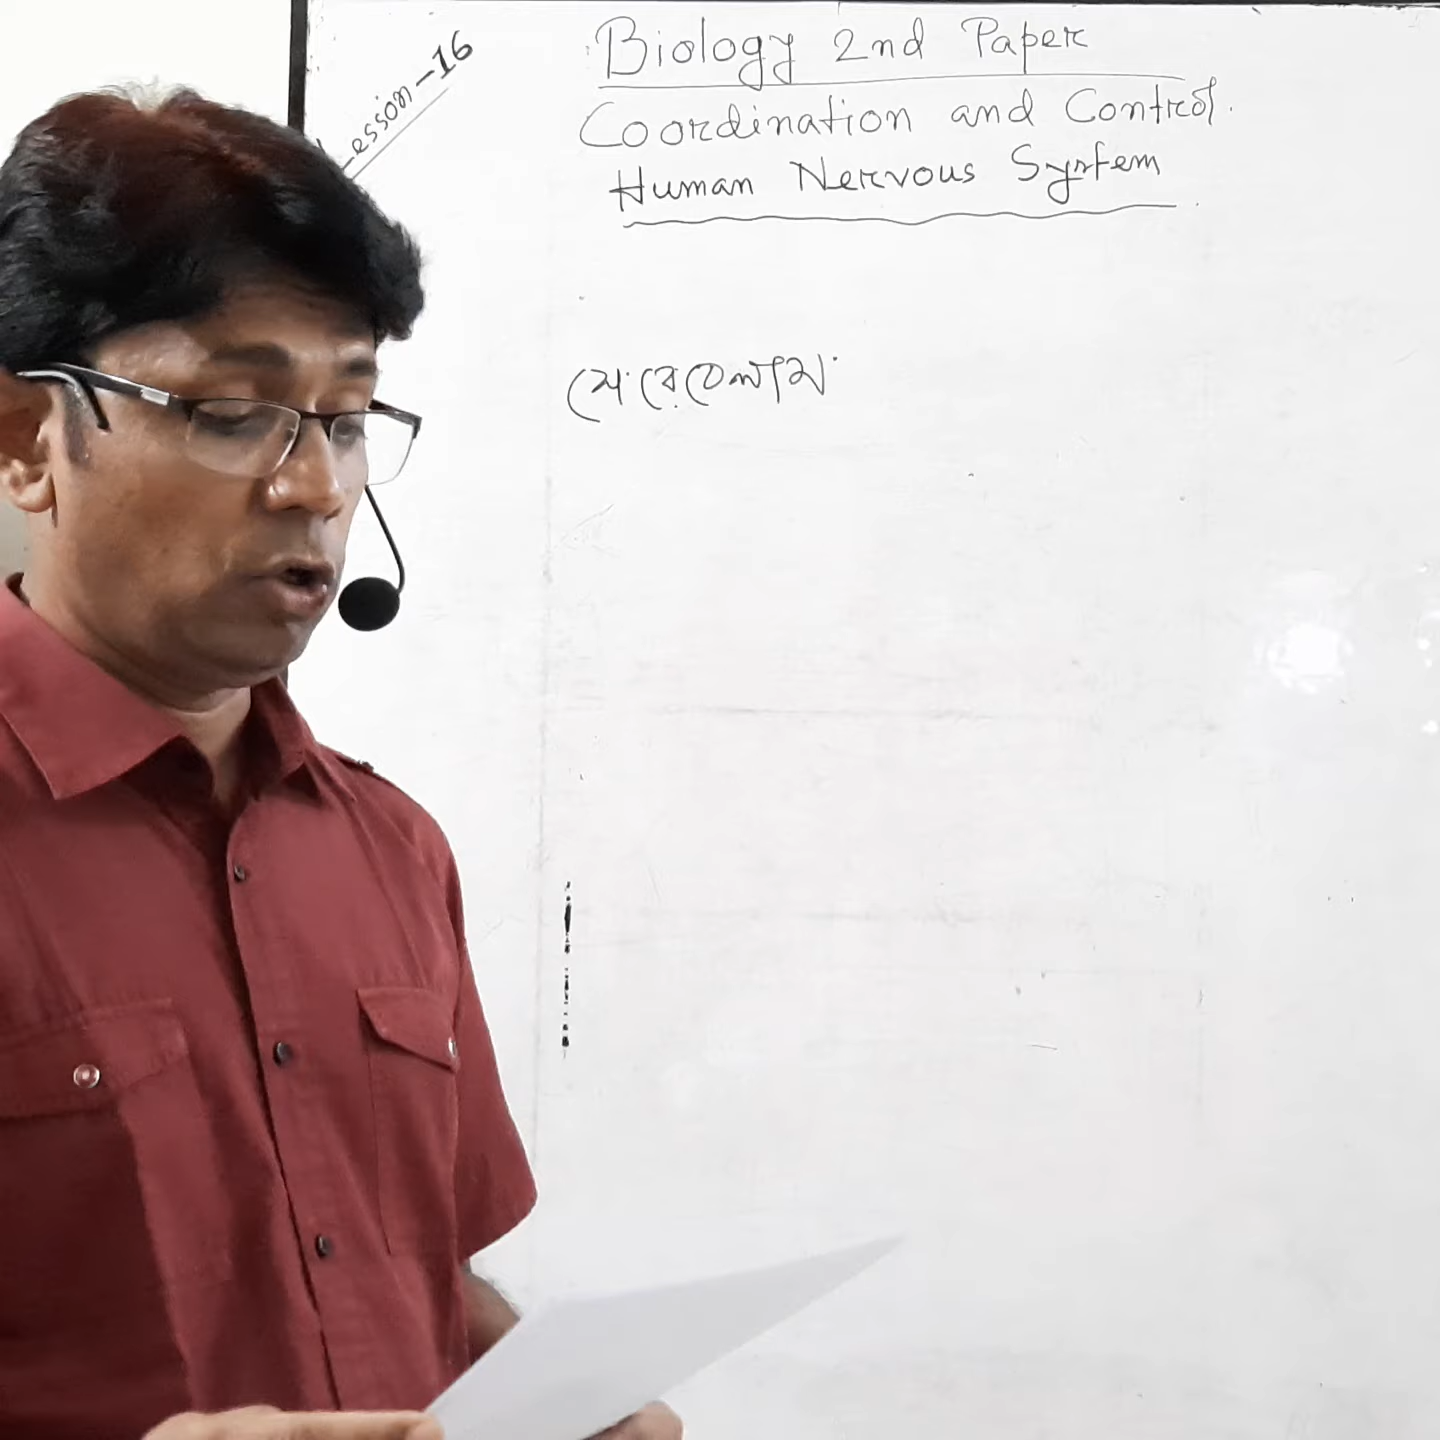 Lesson-16
Biology 2nd Paper
Coordination and Control.
Human Nervous System
সেরেবেলাম